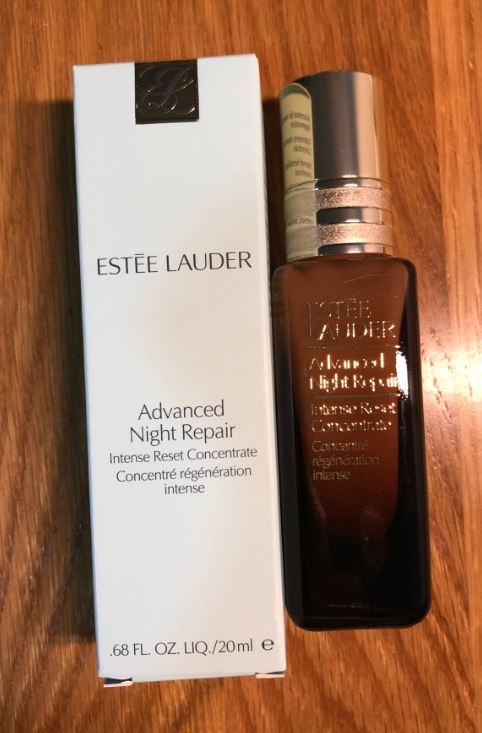 ESTĒE LAUDER
Advanced
Night Repair
Intense Reset Concentrate
Concentré régénération
intense
.68 FL. OZ. LIQ./20 ml e
ESTĒE
LAUDER
Advanced
Night Repair
Intense Reset
Concentrate
Concentré
régénération
intense